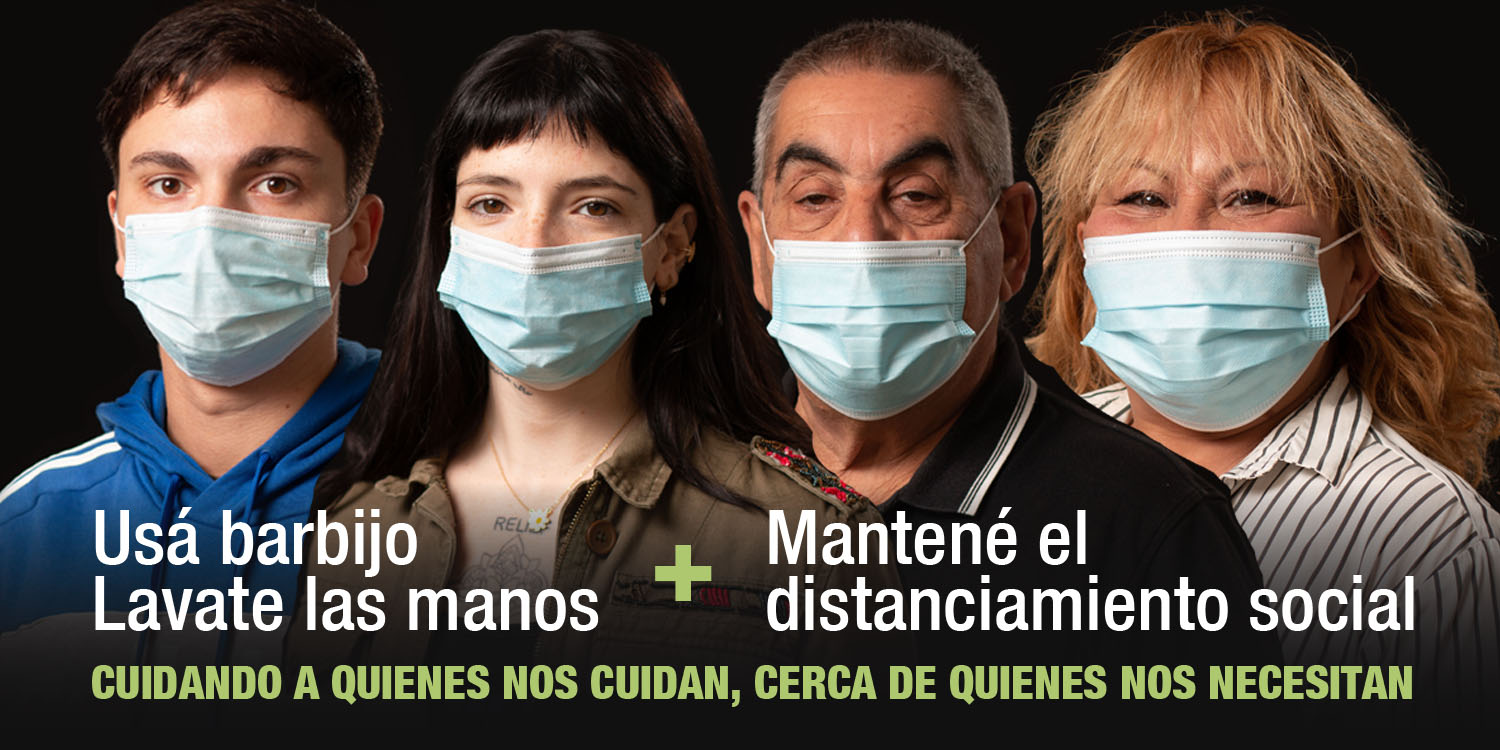 Usá barbijo
Lavate las manos
+
Mantené el
distanciamiento social
CUIDANDO A QUIENES NOS CUIDAN, CERCA DE QUIENES NOS NECESITAN